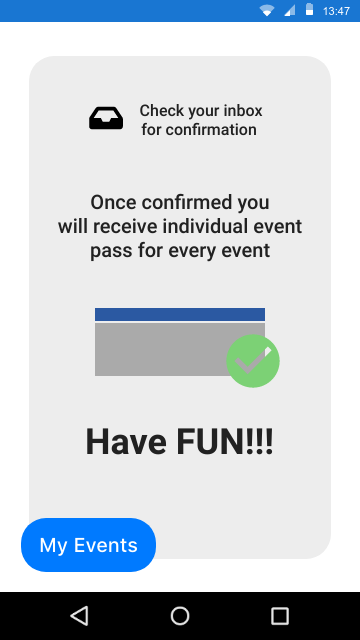 13:47
Check your inbox
for confirmation
Once confirmed you
will receive individual event
pass for every event
Have FUN!!!
My Events